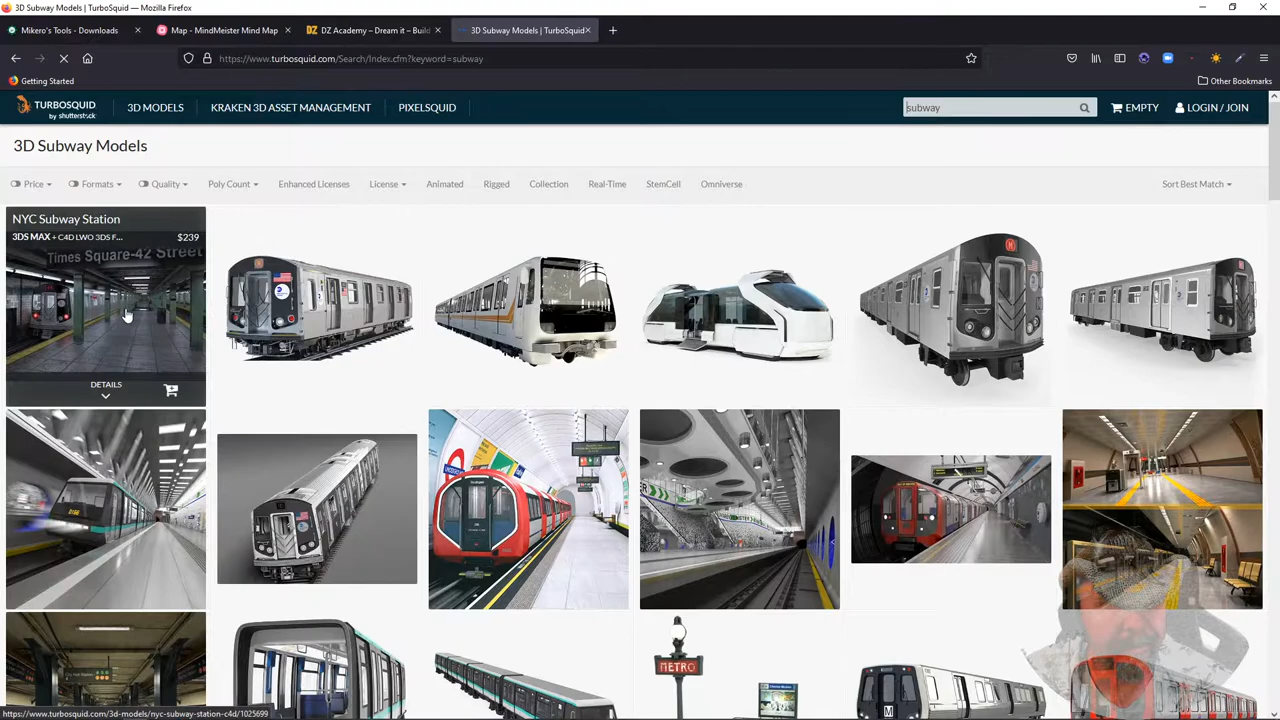 3D Subway Models | TurboSquid — Mozilla Firefox
Mikero's Tools - Downloads
Map - MindMeister Mind Map
DZ Academy – Dream it – Build
3D Subway Models | TurboSquid
https://www.turbosquid.com/Search/Index.cfm?keyword=subway
Getting Started
Other Bookmarks
TURBOSQUID
by shutterstock
3D MODELS
KRAKEN 3D ASSET MANAGEMENT
PIXELSQUID
subway
EMPTY
LOGIN / JOIN
3D Subway Models
Price
Formats
Quality
Poly Count
Enhanced Licenses
License
Animated
Rigged
Collection
Real-Time
StemCell
Omniverse
Sort Best Match
NYC Subway Station
3DS MAX + C4D LWO 3DS F... $239
Times Square-42 Street
DETAILS
METRO
https://www.turbosquid.com/3d-models/nyc-subway-station-c4d/1025699